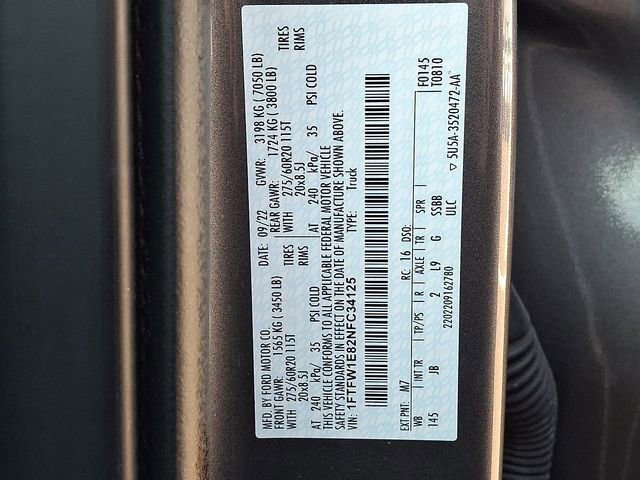 MFD. BY FORD MOTOR CO.
DATE: 09/22 GVWR: 3198 KG ( 7050 LB)
FRONT GAWR: 1565 KG ( 3450 LB)
REAR GAWR: 1724 KG ( 3800 LB)
WITH 275/60R20 115T TIRES
WITH 275/60R20 115T TIRES
20x8.5J RIMS
20x8.5J RIMS
AT 240 kPa/ 35 PSI COLD
AT 240 kPa/ 35 PSI COLD
THIS VEHICLE CONFORMS TO ALL APPLICABLE FEDERAL MOTOR VEHICLE
SAFETY STANDARDS IN EFFECT ON THE DATE OF MANUFACTURE SHOWN ABOVE.
VIN: 1FTFW1E82NFC34125 TYPE: Truck
EXT PNT: M7 RC: 16 DSO: F0145
WB INT TR TP/PS R AXLE TR SPR T0810
145 JB 2 L9 G SSBB
ULC
2202209162780 ▽ 5U5A-3520472-AA